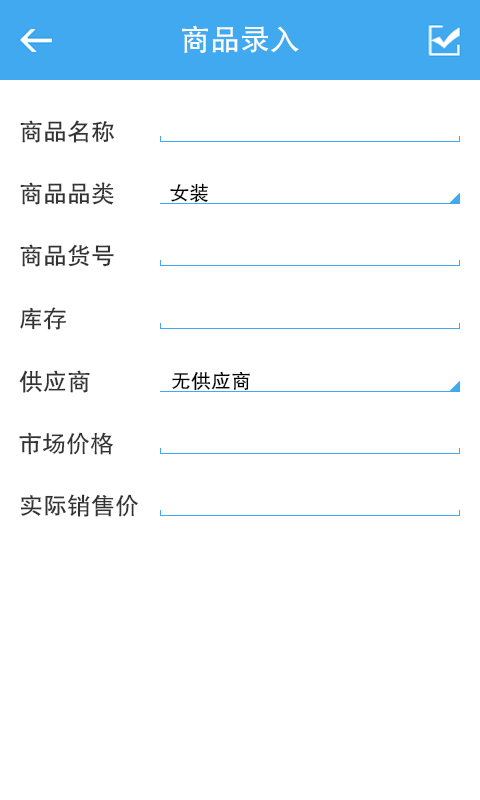 商品录入
商品名称
商品品类 女装
商品货号
库存
供应商 无供应商
市场价格
实际销售价